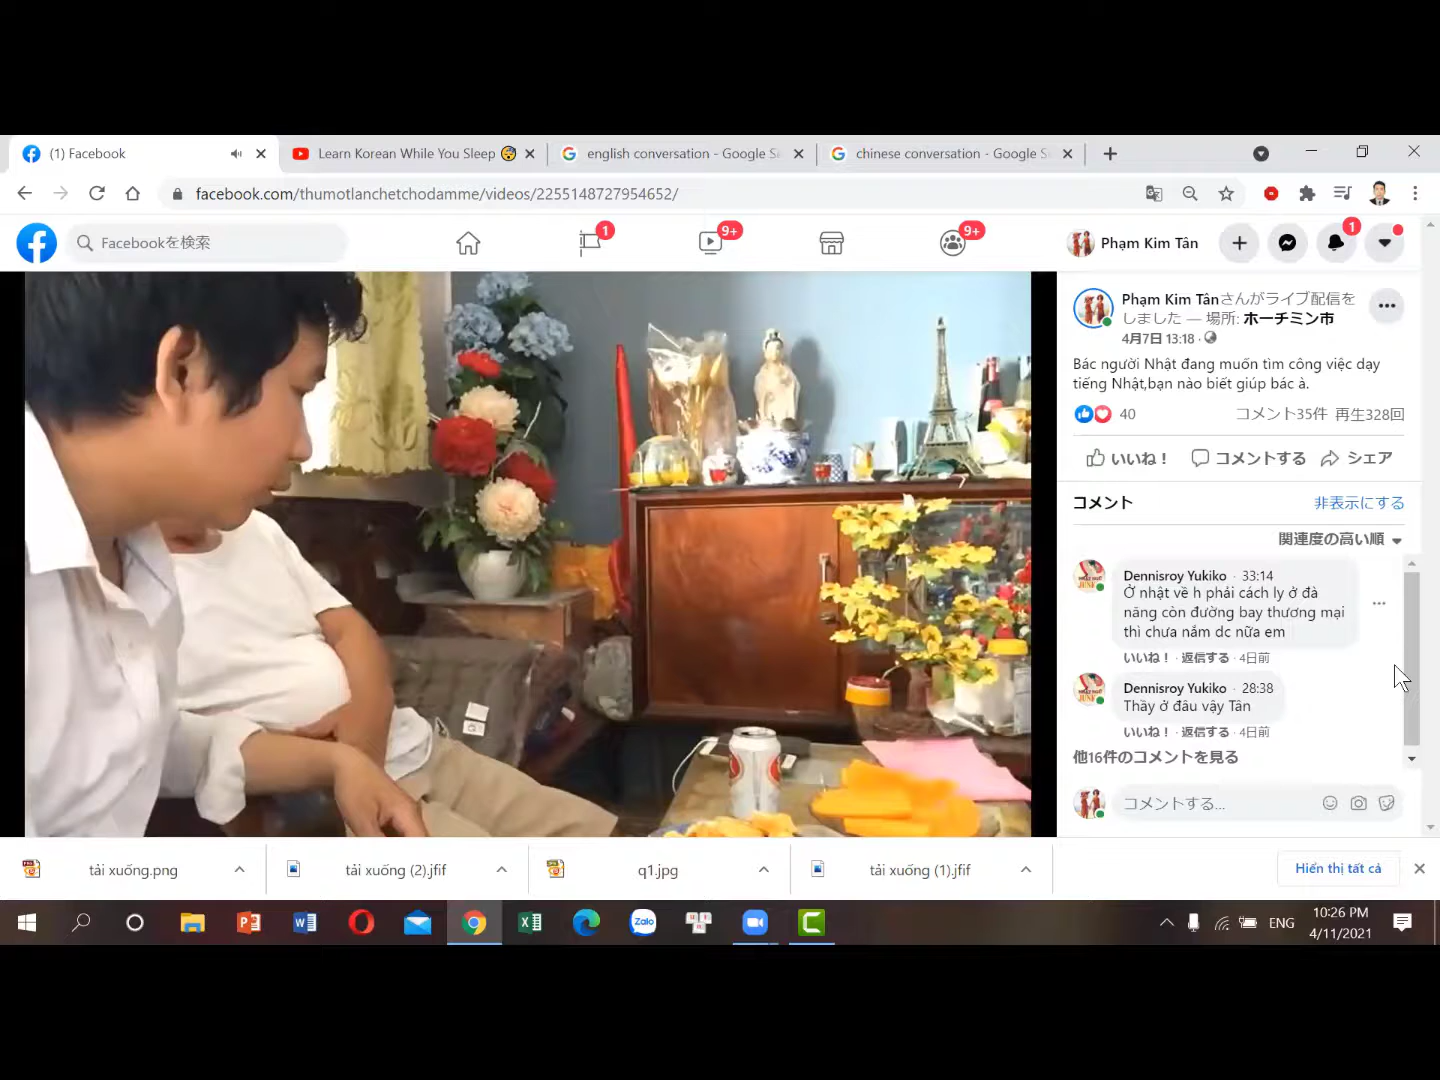 (1) Facebook
Learn Korean While You Sleep 😴
english conversation - Google Se
chinese conversation - Google Se
facebook.com/thumotlanchetchodamme/videos/2255148727954652/
Facebookを検索
1
9+
9+
Phạm Kim Tân
1
Phạm Kim Tânさんがライブ配信を
しました — 場所: ホーチミン市
4月7日 13:18 ·
Bác người Nhật đang muốn tìm công việc dạy
tiếng Nhật,bạn nào biết giúp bác à.
40
コメント35件 再生328回
いいね！ コメントする シェア
コメント
非表示にする
関連度の高い順
Dennisroy Yukiko · 33:14
Ở nhật về h phải cách ly ở đà
năng còn đường bay thương mại
thì chưa nắm dc nữa em
いいね！ · 返信する · 4日前
Dennisroy Yukiko · 28:38
Thầy ở đâu vậy Tân
いいね！ · 返信する · 4日前
他16件のコメントを見る
コメントする...
tải xuống.png
tải xuống (2).jfif
q1.jpg
tải xuống (1).jfif
Hiển thị tất cả
Zalo
ENG
10:26 PM
4/11/2021